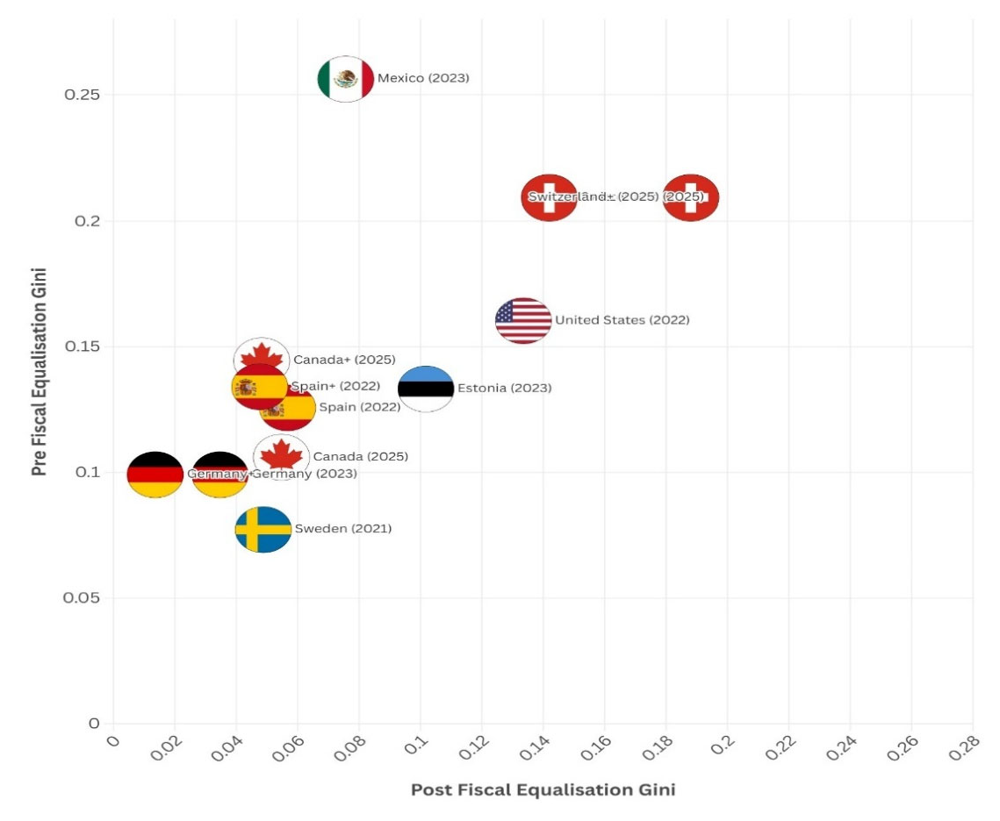 Mexico (2023)
0.25
Switzerland± (2025) (2025)
0.2
United States (2022)
0.15
Canada+ (2025)
Spain+ (2022)
Estonia (2023)
Spain (2022)
Canada (2025)
0.1
Germany+
Germany (2023)
Sweden (2021)
0.05
0
Pre Fiscal Equalisation Gini
0
0.02
0.04
0.06
0.08
0.1
0.12
0.14
0.16
0.18
0.2
0.22
0.24
0.26
0.28
Post Fiscal Equalisation Gini